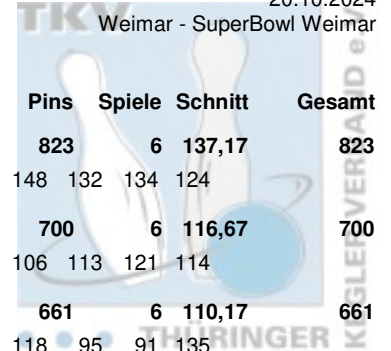 20.10.2024
TKV
Weimar - SuperBowl Weimar
Pins Spiele Schnitt Gesamt
823 6 137,17 823
148 132 134 124
700 6 116,67 700
106 113 121 114
661 6 110,17 661
118 95 91 135
THÜRINGER
KEGLER VERBAND e.V